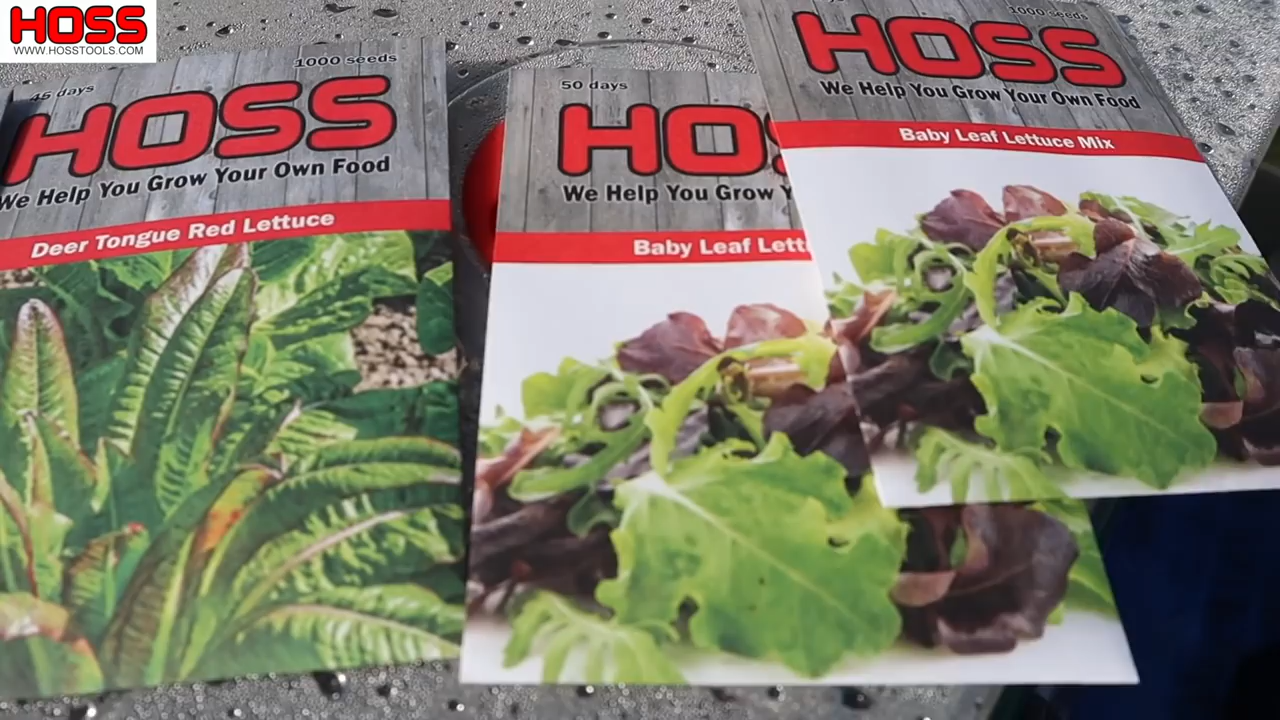 HOSS
WWW.HOSSTOOLS.COM
45 days
1000 seeds
HOSS
We Help You Grow Your Own Food
Deer Tongue Red Lettuce
50 days
HOS
We Help You Grow
Baby Leaf Lett
1000 seeds
HOSS
We Help You Grow Your Own Food
Baby Leaf Lettuce Mix